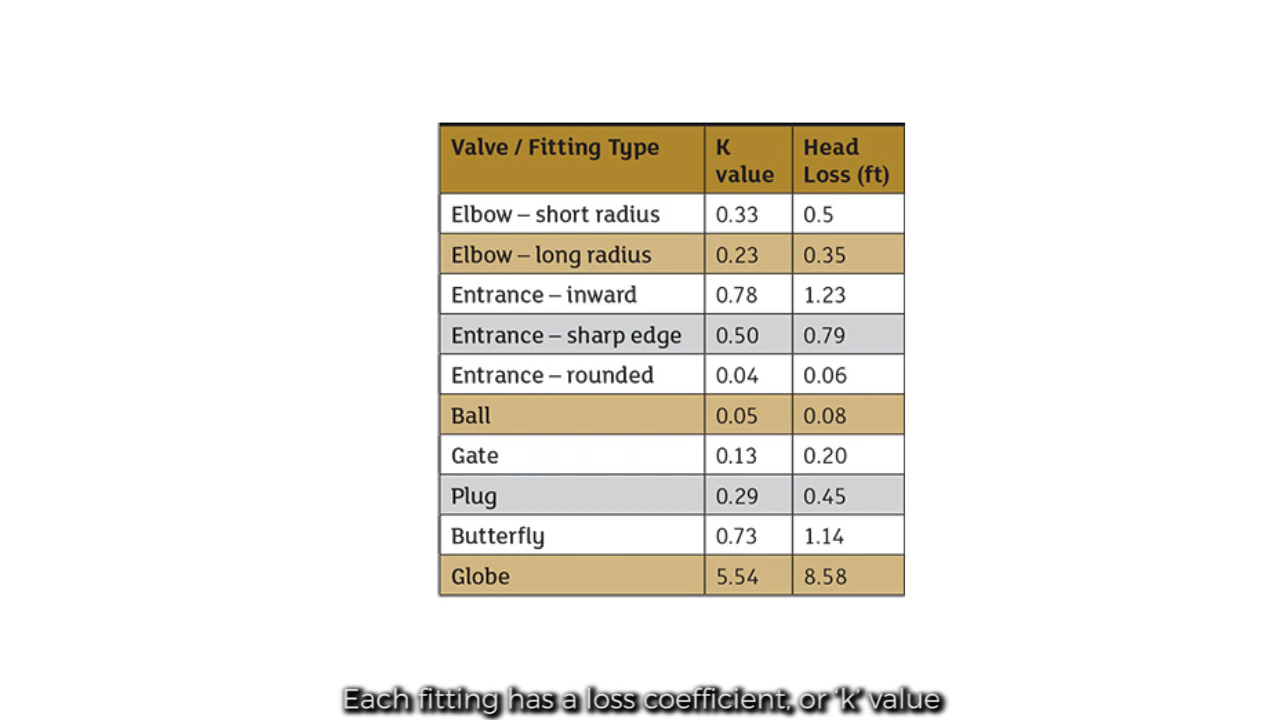 Valve / Fitting Type K value Head Loss (ft)
Elbow – short radius 0.33 0.5
Elbow – long radius 0.23 0.35
Entrance – inward 0.78 1.23
Entrance – sharp edge 0.50 0.79
Entrance – rounded 0.04 0.06
Ball 0.05 0.08
Gate 0.13 0.20
Plug 0.29 0.45
Butterfly 0.73 1.14
Globe 5.54 8.58
Each fitting has a loss coefficient, or ‘k’ value